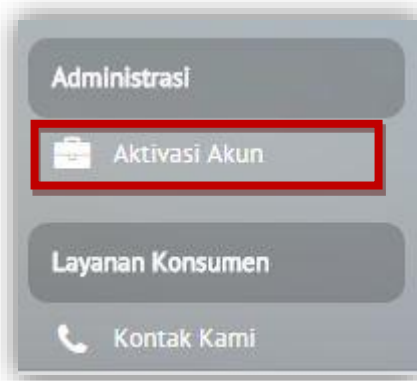 Administrasi
Aktivasi Akun
Layanan Konsumen
Kontak Kami